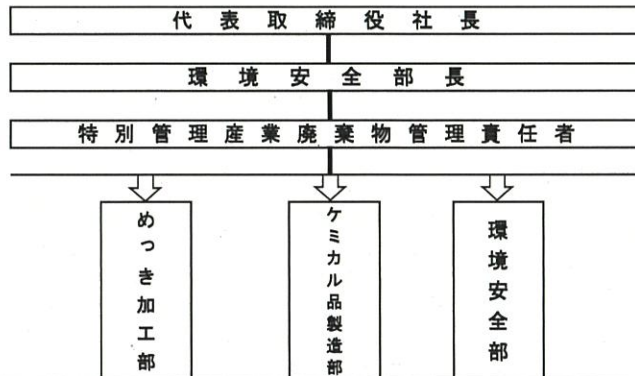 代表取締役社長
環境安全部長
特別管理産業廃棄物管理責任者
めっき加工部
ケミカル品製造部
環境安全部